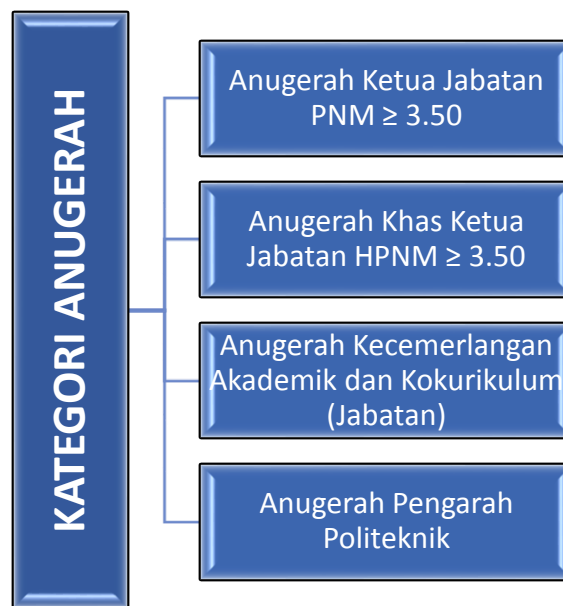 KATEGORI ANUGERAH
Anugerah Ketua Jabatan
PNM ≥ 3.50
Anugerah Khas Ketua
Jabatan HPNM ≥ 3.50
Anugerah Kecemerlangan
Akademik dan Kokurikulum
(Jabatan)
Anugerah Pengarah
Politeknik